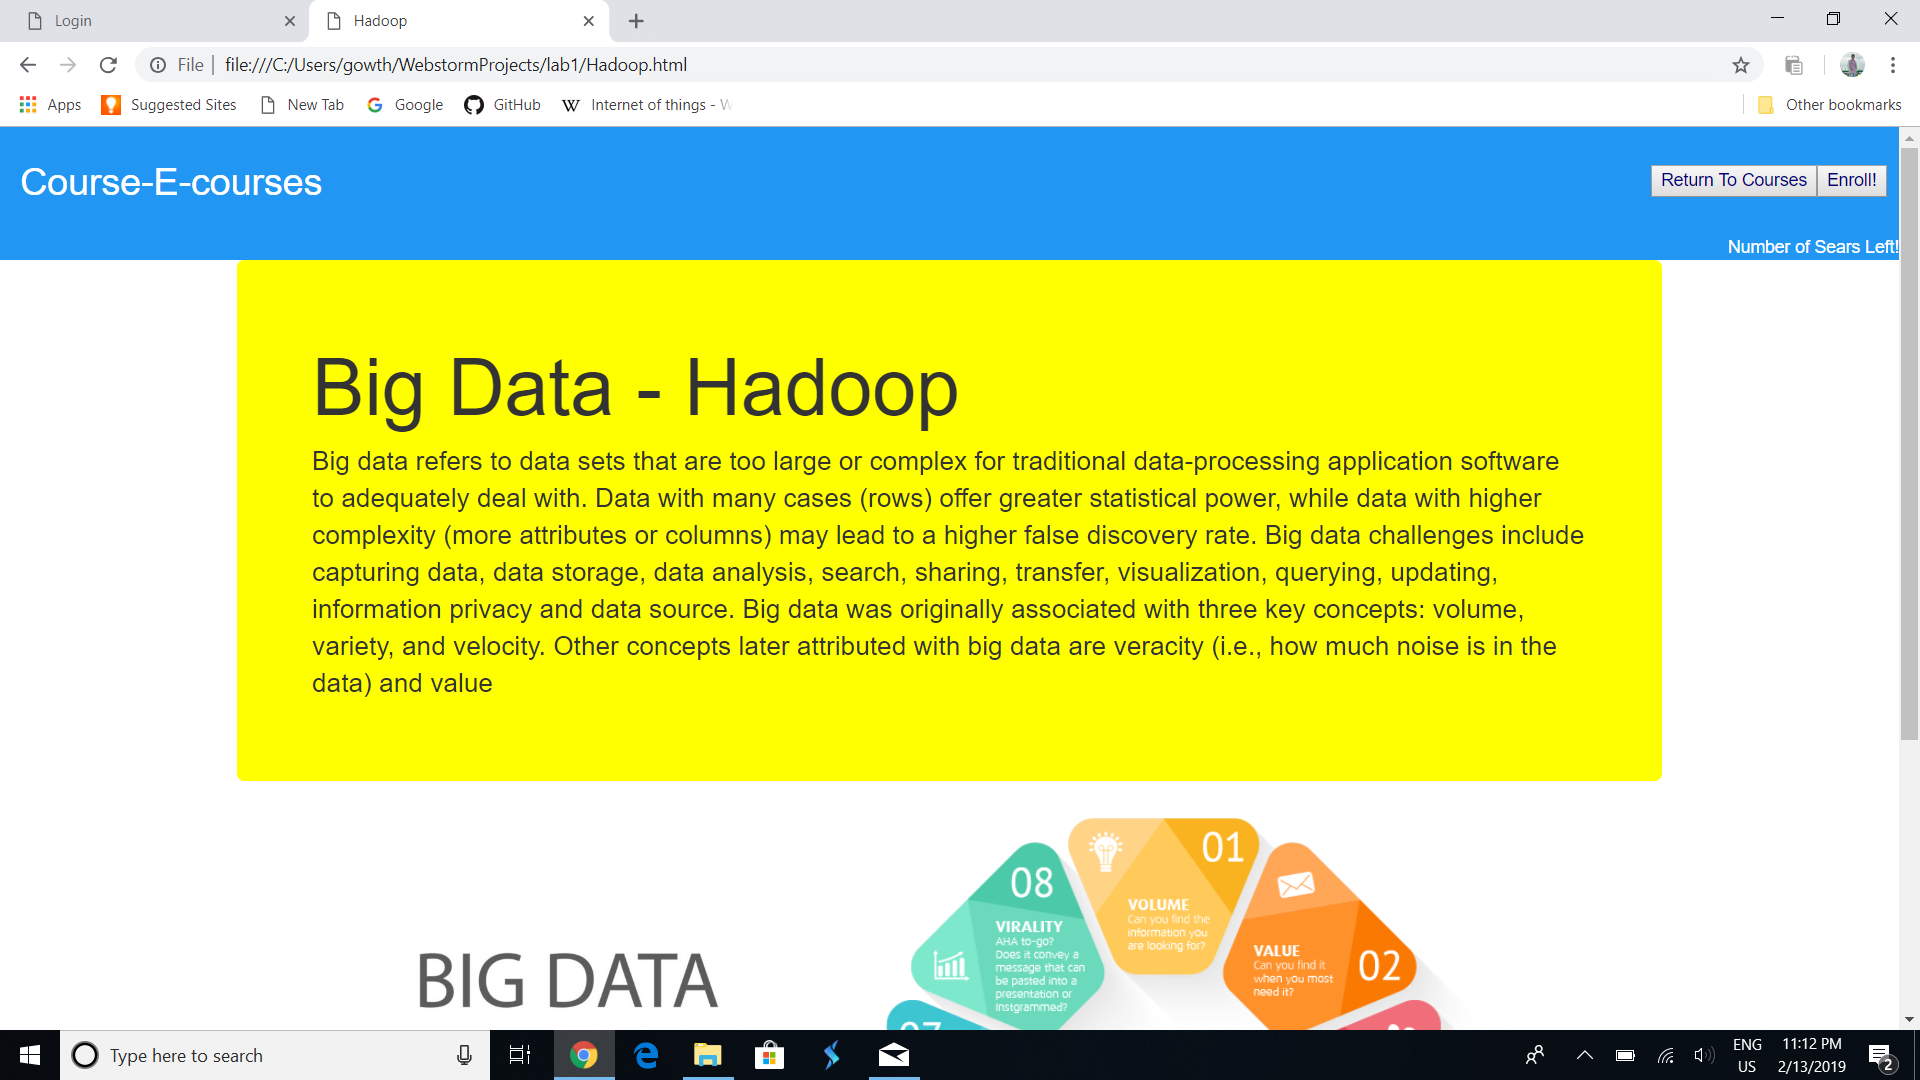 Login
Hadoop
File
file:///C:/Users/gowth/WebstormProjects/lab1/Hadoop.html
Apps
Suggested Sites
New Tab
Google
GitHub
Internet of things - W
Other bookmarks
Course-E-courses
Return To Courses
Enroll!
Number of Sears Left!
Big Data - Hadoop
Big data refers to data sets that are too large or complex for traditional data-processing application software
to adequately deal with. Data with many cases (rows) offer greater statistical power, while data with higher
complexity (more attributes or columns) may lead to a higher false discovery rate. Big data challenges include
capturing data, data storage, data analysis, search, sharing, transfer, visualization, querying, updating,
information privacy and data source. Big data was originally associated with three key concepts: volume,
variety, and velocity. Other concepts later attributed with big data are veracity (i.e., how much noise is in the
data) and value
BIG DATA
01
VOLUME
Can you find the
information you
are looking for?
08
VIRALITY
AHA to-go?
Does it convey a
message that can
be pasted into a
presentation or
instgrammed?
VALUE
Can you find it
when you most
need it?
02
07
Type here to search
ENG
US
11:12 PM
2/13/2019
2